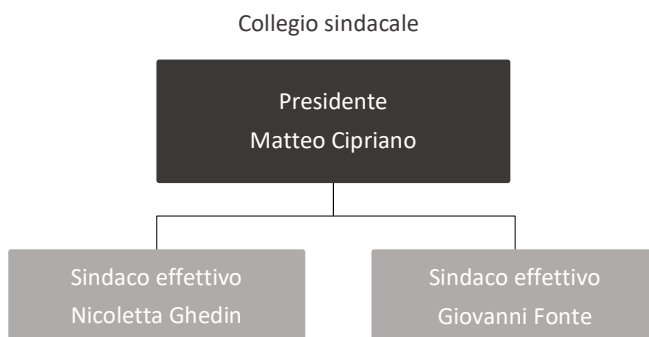 Collegio sindacale
Presidente
Matteo Cipriano
Sindaco effettivo
Nicoletta Ghedin
Sindaco effettivo
Giovanni Fonte